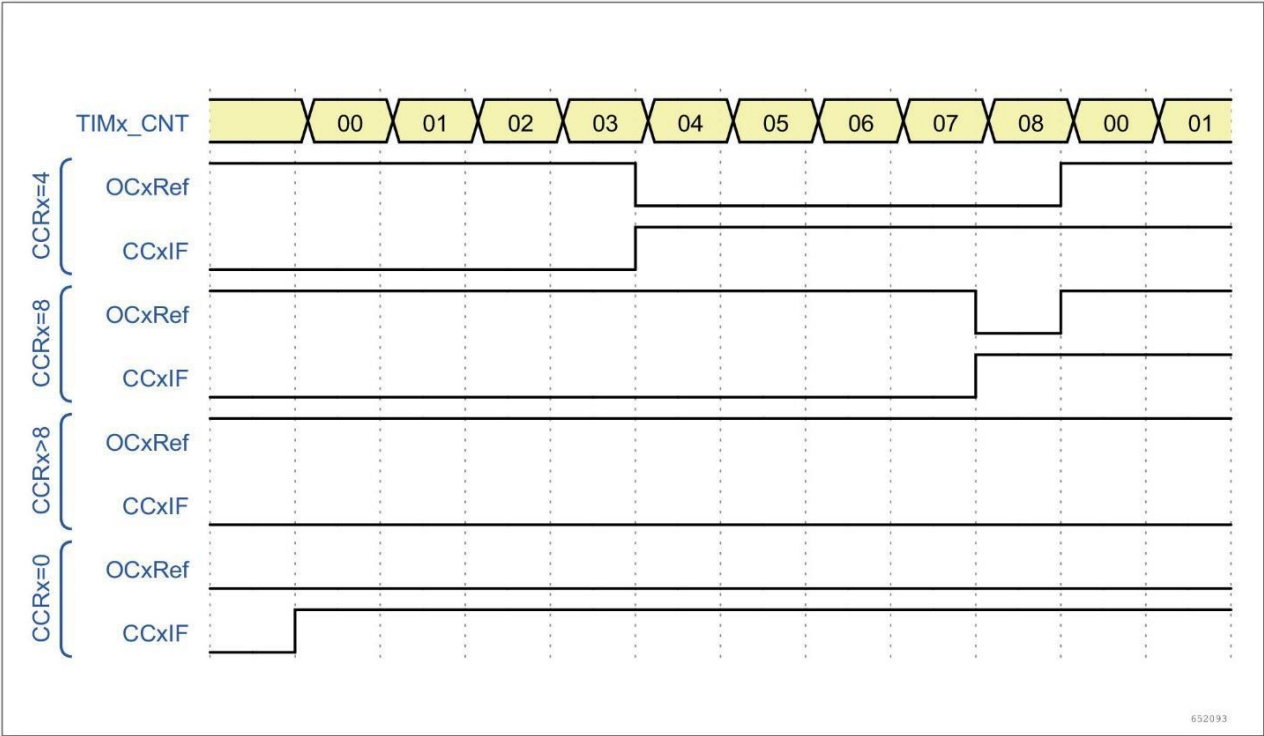 TIMx_CNT 00 01 02 03 04 05 06 07 08 00 01
CCRx=4
OCxRef
CCxIF
CCRx=8
OCxRef
CCxIF
CCRx>8
OCxRef
CCxIF
CCRx=0
OCxRef
CCxIF
652093